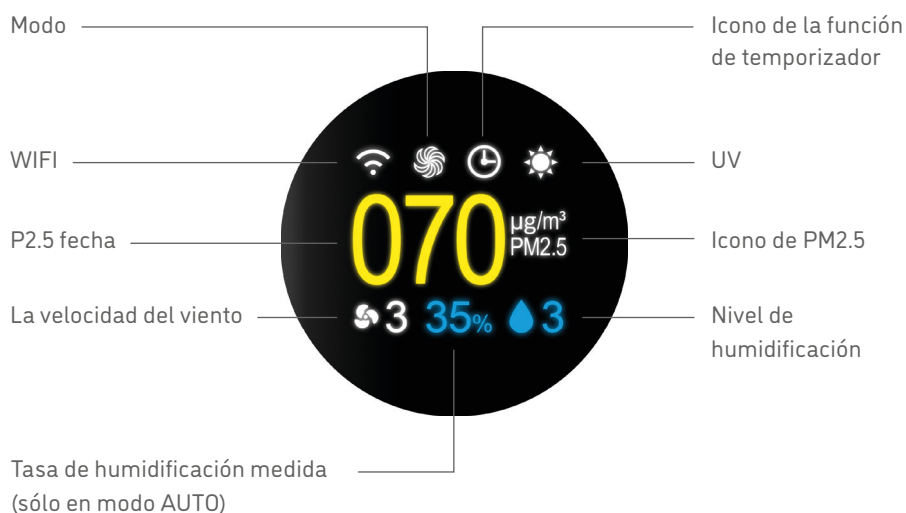 Modo
Icono de la función
de temporizador
WIFI
UV
070
µg/m³
PM2.5
P2.5 fecha
Icono de PM2.5
La velocidad del viento
3 35% 3
Nivel de
humidificación
Tasa de humidificación medida
(sólo en modo AUTO)